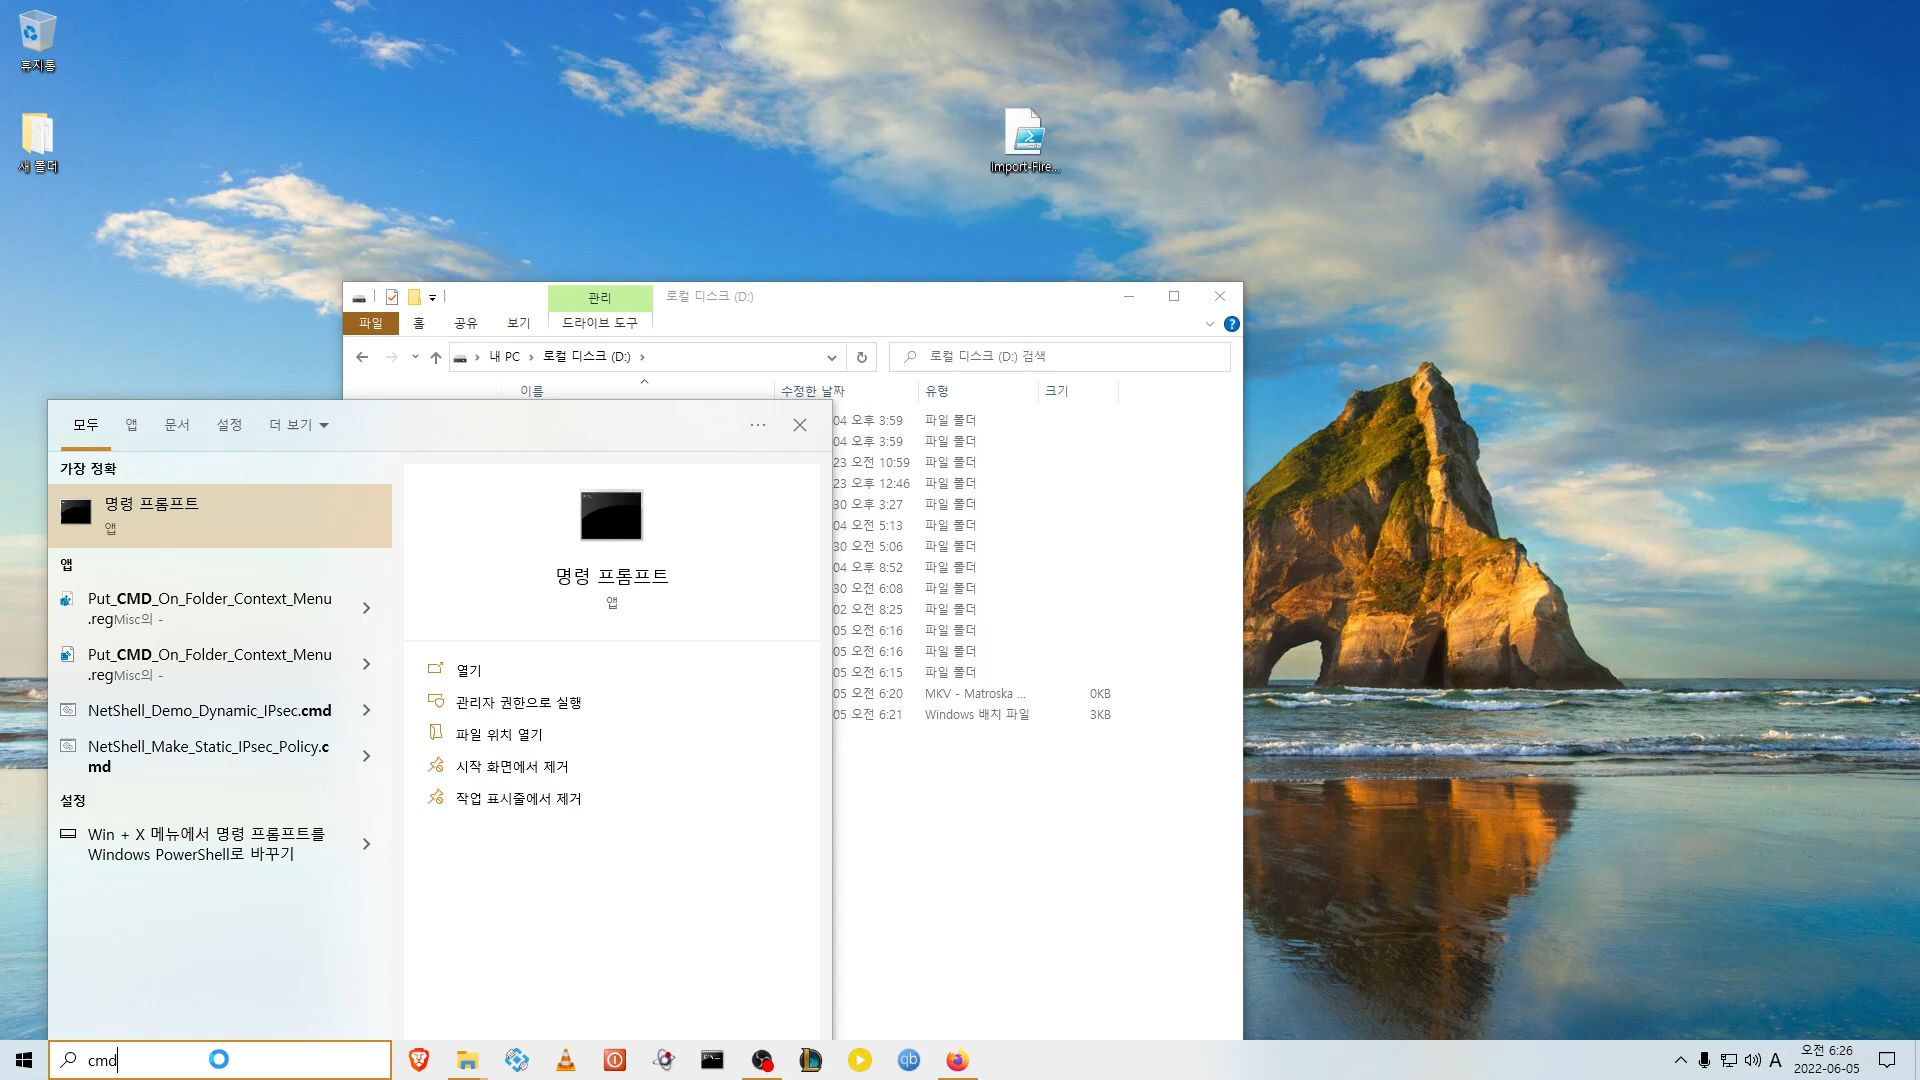 휴지통
새 폴더
Import-Fire...
관리
로컬 디스크 (D:)
파일
홈
공유
보기
드라이브 도구
내 PC
로컬 디스크 (D:)
로컬 디스크 (D:) 검색
이름
수정한 날짜
유형
크기
04 오후 3:59 파일 폴더
04 오후 3:59 파일 폴더
23 오전 10:59 파일 폴더
23 오후 12:46 파일 폴더
30 오전 3:27 파일 폴더
04 오전 5:13 파일 폴더
30 오전 5:06 파일 폴더
04 오후 8:52 파일 폴더
30 오전 6:08 파일 폴더
02 오전 8:25 파일 폴더
05 오전 6:16 파일 폴더
05 오전 6:16 파일 폴더
05 오전 6:15 파일 폴더
05 오전 6:20 MKV - Matroska ... 0KB
05 오전 6:21 Windows 배치 파일 3KB
모두
앱
문서
설정
더 보기
가장 정확
명령 프롬프트
앱
앱
Put_CMD_On_Folder_Context_Menu
.regMisc의 -
Put_CMD_On_Folder_Context_Menu
.regMisc의 -
NetShell_Demo_Dynamic_IPsec.cmd
NetShell_Make_Static_IPsec_Policy.c
md
설정
Win + X 메뉴에서 명령 프롬프트를
Windows PowerShell로 바꾸기
명령 프롬프트
앱
열기
관리자 권한으로 실행
파일 위치 열기
시작 화면에서 제거
작업 표시줄에서 제거
cmd
qb
A
오전 6:26
2022-06-05